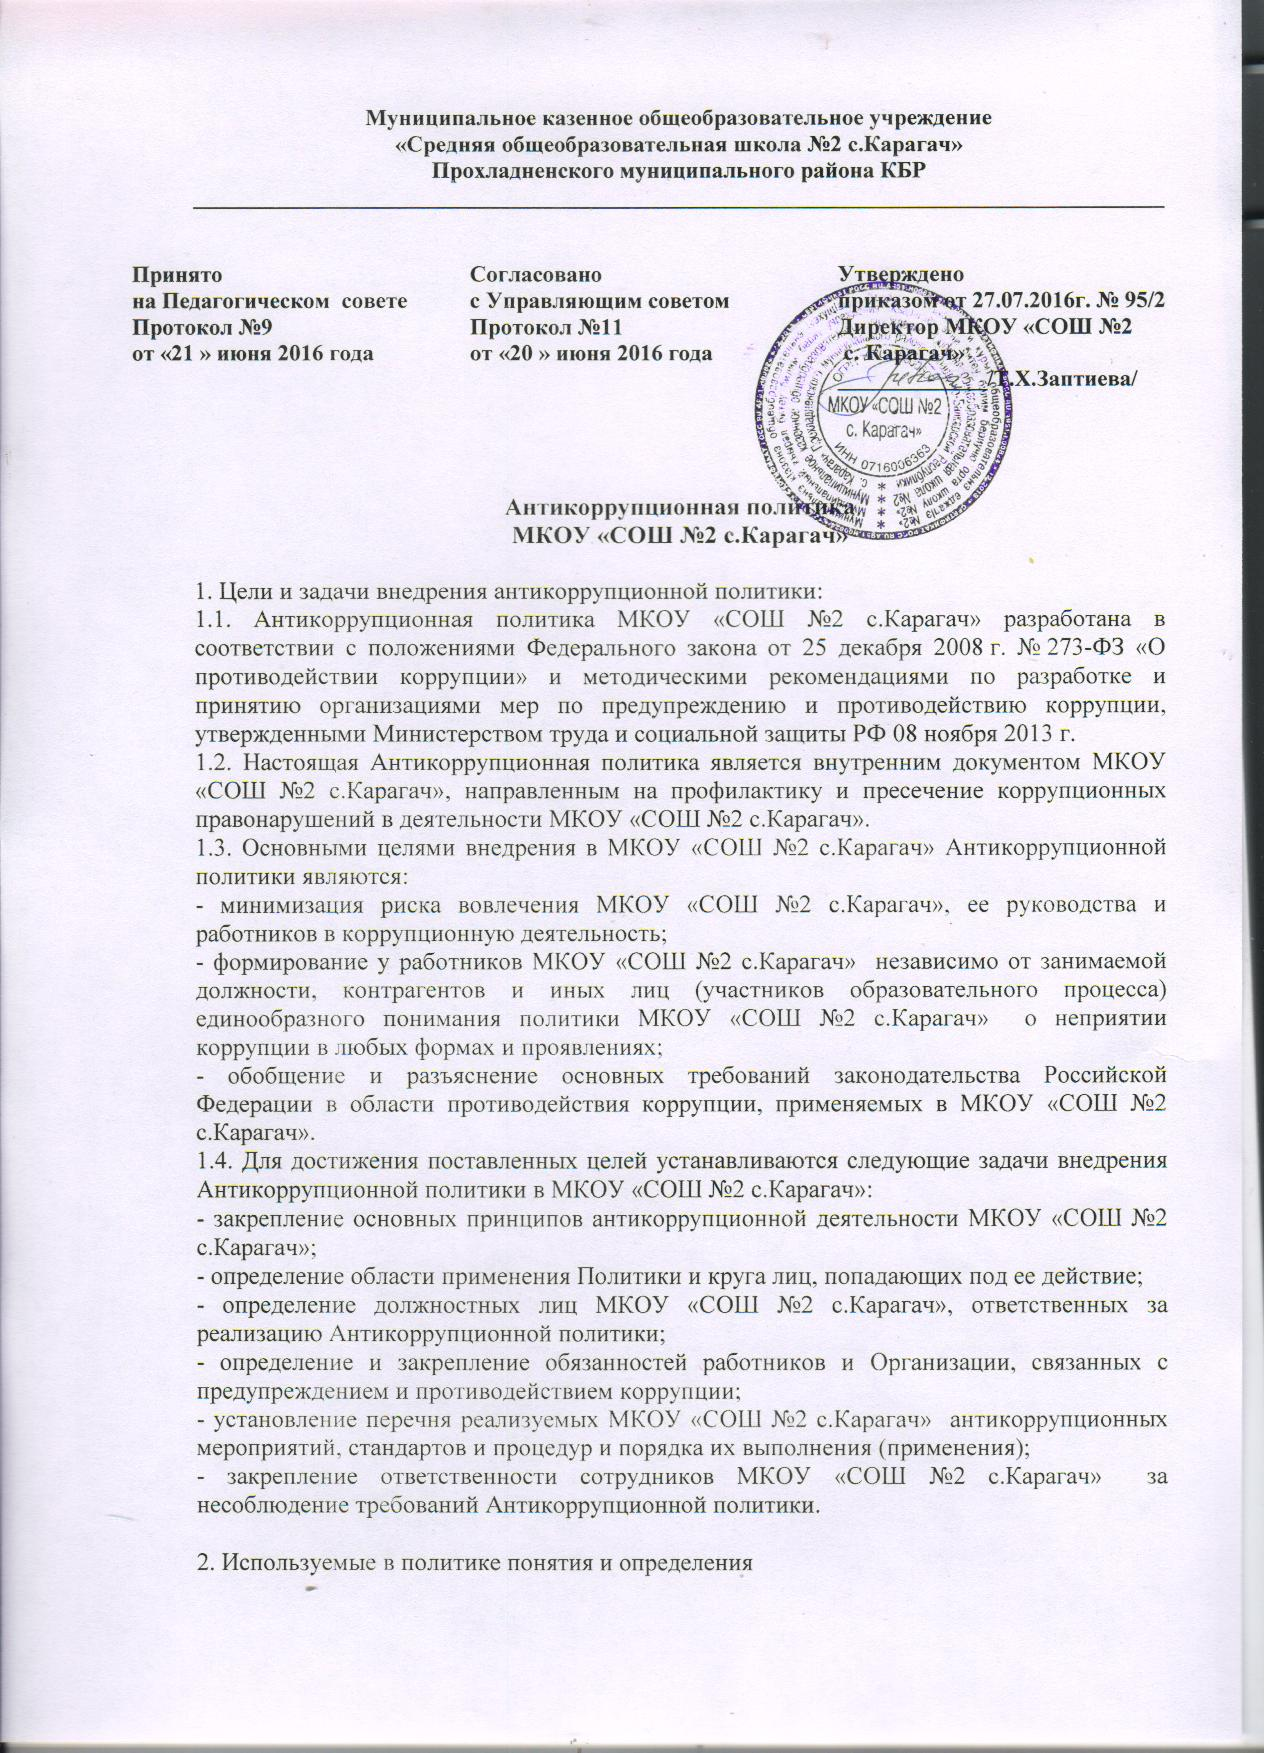 Муниципальное казенное общеобразовательное учреждение
«Средняя общеобразовательная школа №2 с.Карагач»
Прохладненского муниципального района КБР
Принято
на Педагогическом совете
Протокол №9
от «21 » июня 2016 года
Согласовано
с Управляющим советом
Протокол №11
от «20 » июня 2016 года
Утверждено
приказом от 27.07.2016г. № 95/2
Директор МКОУ «СОШ №2
с. Карагач»
/Т.Х.Заптиева/
МКОУ «СОШ №2
с. Карагач»
ИНН 0716006363
Антикоррупционная политика
МКОУ «СОШ №2 с.Карагач»
1. Цели и задачи внедрения антикоррупционной политики:
1.1. Антикоррупционная политика МКОУ «СОШ №2 с.Карагач» разработана в
соответствии с положениями Федерального закона от 25 декабря 2008 г. № 273-ФЗ «О
противодействии коррупции» и методическими рекомендациями по разработке и
принятию организациями мер по предупреждению и противодействию коррупции,
утвержденными Министерством труда и социальной защиты РФ 08 ноября 2013 г.
1.2. Настоящая Антикоррупционная политика является внутренним документом МКОУ
«СОШ №2 с.Карагач», направленным на профилактику и пресечение коррупционных
правонарушений в деятельности МКОУ «СОШ №2 с.Карагач».
1.3. Основными целями внедрения в МКОУ «СОШ №2 с.Карагач» Антикоррупционной
политики являются:
- минимизация риска вовлечения МКОУ «СОШ №2 с.Карагач», ее руководства и
работников в коррупционную деятельность;
- формирование у работников МКОУ «СОШ №2 с.Карагач» независимо от занимаемой
должности, контрагентов и иных лиц (участников образовательного процесса)
единообразного понимания политики МКОУ «СОШ №2 с.Карагач» о неприятии
коррупции в любых формах и проявлениях;
- обобщение и разъяснение основных требований законодательства Российской
Федерации в области противодействия коррупции, применяемых в МКОУ «СОШ №2
с.Карагач».
1.4. Для достижения поставленных целей устанавливаются следующие задачи внедрения
Антикоррупционной политики в МКОУ «СОШ №2 с.Карагач»:
- закрепление основных принципов антикоррупционной деятельности МКОУ «СОШ №2
с.Карагач»;
- определение области применения Политики и круга лиц, попадающих под ее действие;
- определение должностных лиц МКОУ «СОШ №2 с.Карагач», ответственных за
реализацию Антикоррупционной политики;
- определение и закрепление обязанностей работников и Организации, связанных с
предупреждением и противодействием коррупции;
- установление перечня реализуемых МКОУ «СОШ №2 с.Карагач» антикоррупционных
мероприятий, стандартов и процедур и порядка их выполнения (применения);
- закрепление ответственности сотрудников МКОУ «СОШ №2 с.Карагач» за
несоблюдение требований Антикоррупционной политики.
2. Используемые в политике понятия и определения